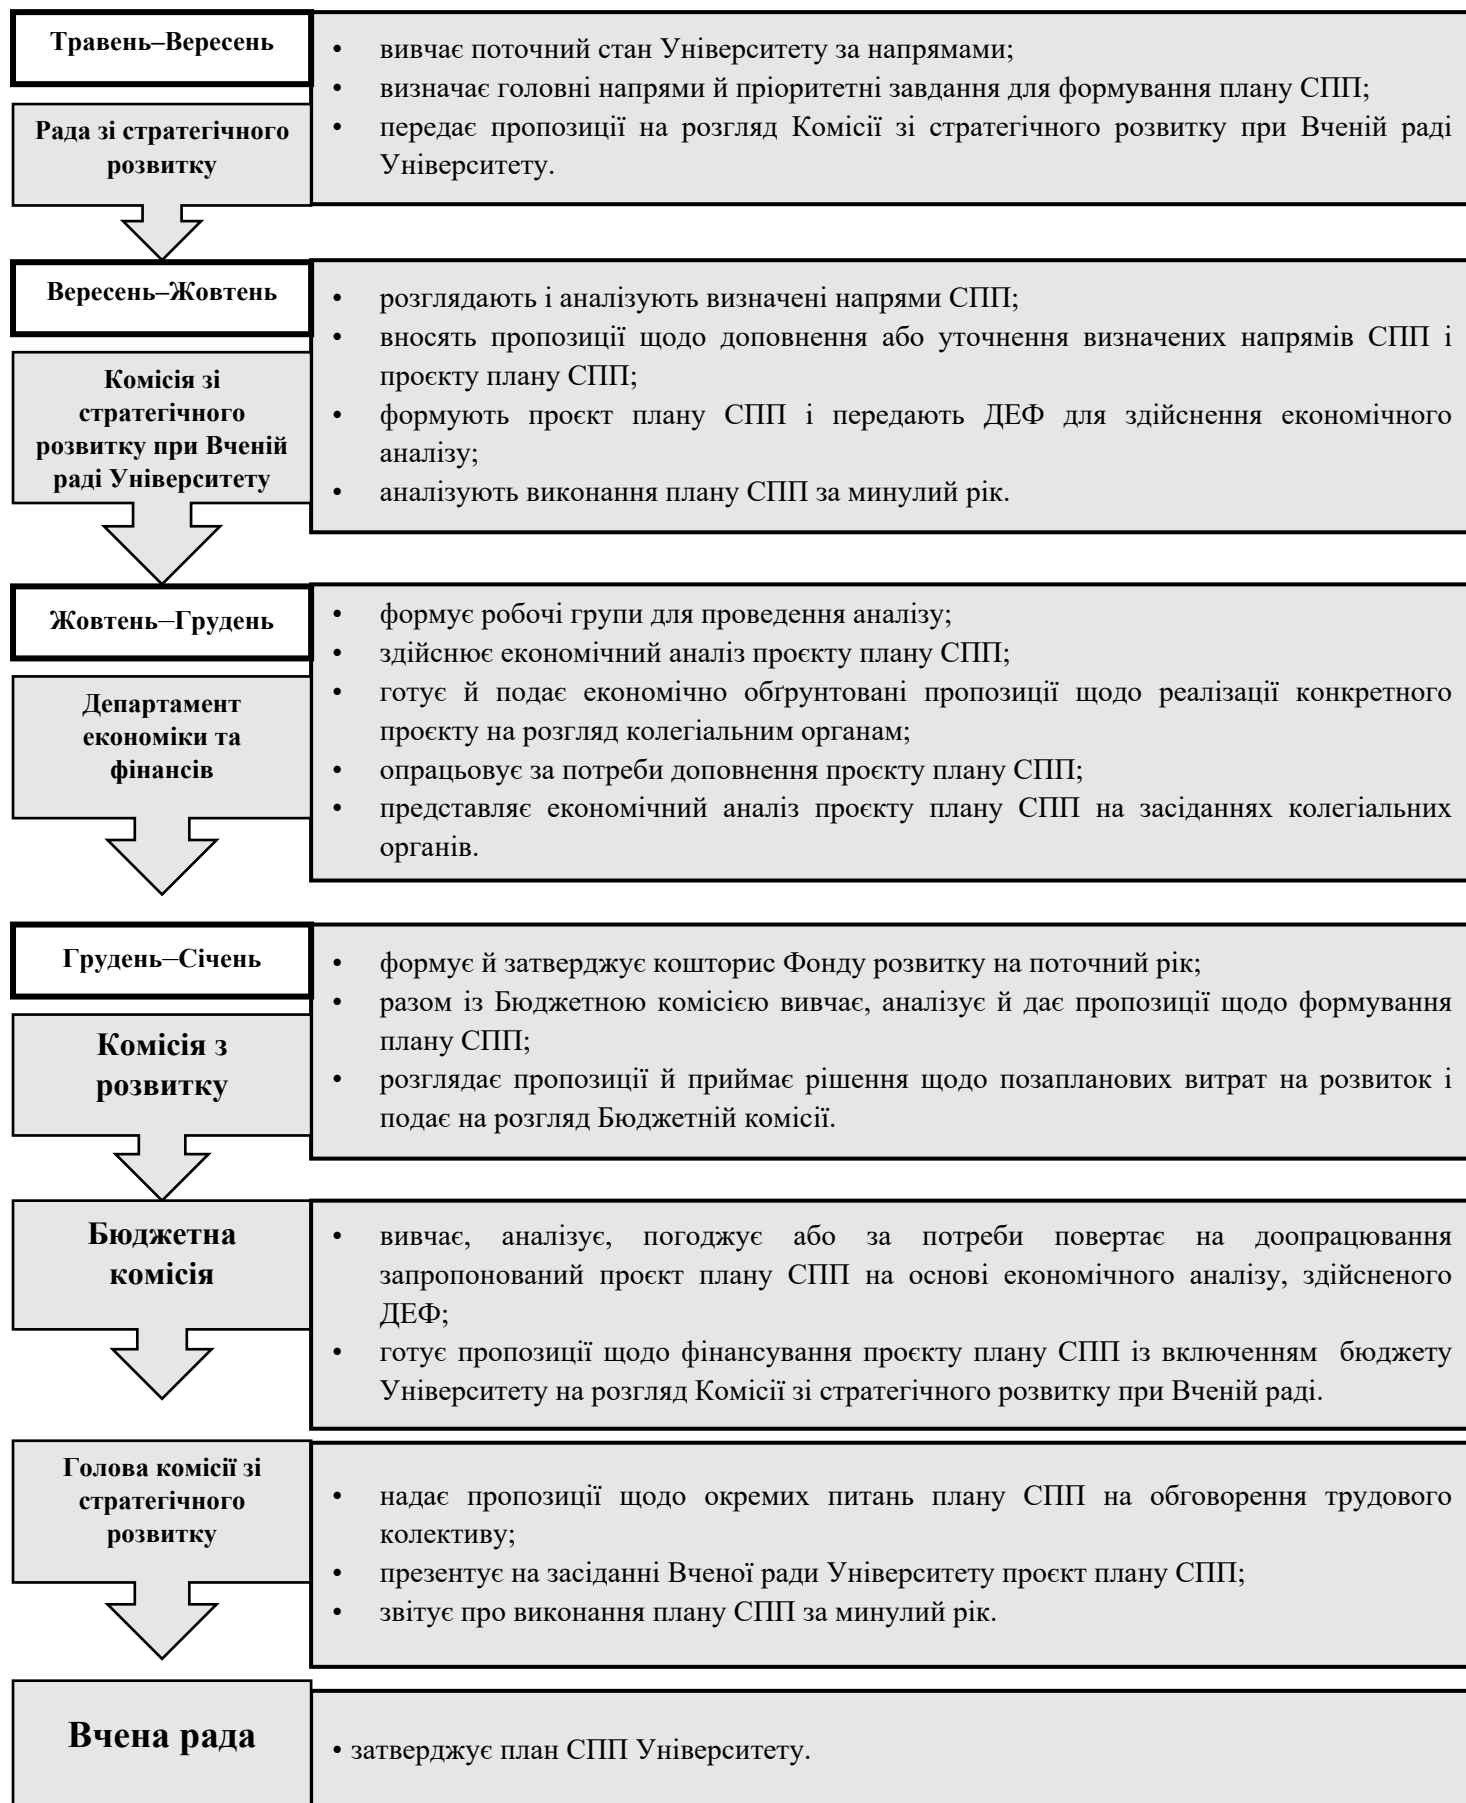 Травень–Вересень
• вивчає поточний стан Університету за напрямами;
• визначає головні напрями й пріоритетні завдання для формування плану СПП;
• передає пропозиції на розгляд Комісії зі стратегічного розвитку при Вченій раді
Університету.
Рада зі стратегічного
розвитку
Вересень–Жовтень
• розглядають і аналізують визначені напрями СПП;
• вносять пропозиції щодо доповнення або уточнення визначених напрямів СПП і
проєкту плану СПП;
• формують проєкт плану СПП і передають ДЕФ для здійснення економічного
аналізу;
• аналізують виконання плану СПП за минулий рік.
Комісія зі
стратегічного
розвитку при Вченій
раді Університету
Жовтень–Грудень
• формує робочі групи для проведення аналізу;
• здійснює економічний аналіз проєкту плану СПП;
• готує й подає економічно обґрунтовані пропозиції щодо реалізації конкретного
проєкту на розгляд колегіальним органам;
• опрацьовує за потреби доповнення проєкту плану СПП;
• представляє економічний аналіз проєкту плану СПП на засіданнях колегіальних
органів.
Департамент
економіки та
фінансів
Грудень–Січень
• формує й затверджує кошторис Фонду розвитку на поточний рік;
• разом із Бюджетною комісією вивчає, аналізує й дає пропозиції щодо формування
плану СПП;
• розглядає пропозиції й приймає рішення щодо позапланових витрат на розвиток і
подає на розгляд Бюджетній комісії.
Комісія з
розвитку
Бюджетна
комісія
• вивчає, аналізує, погоджує або за потреби повертає на доопрацювання
запропонований проєкт плану СПП на основі економічного аналізу, здійсненого
ДЕФ;
• готує пропозиції щодо фінансування проєкту плану СПП із включенням бюджету
Університету на розгляд Комісії зі стратегічного розвитку при Вченій раді.
Голова комісії зі
стратегічного
розвитку
• надає пропозиції щодо окремих питань плану СПП на обговорення трудового
колективу;
• презентує на засіданні Вченої ради Університету проєкт плану СПП;
• звітує про виконання плану СПП за минулий рік.
Вчена рада
• затверджує план СПП Університету.